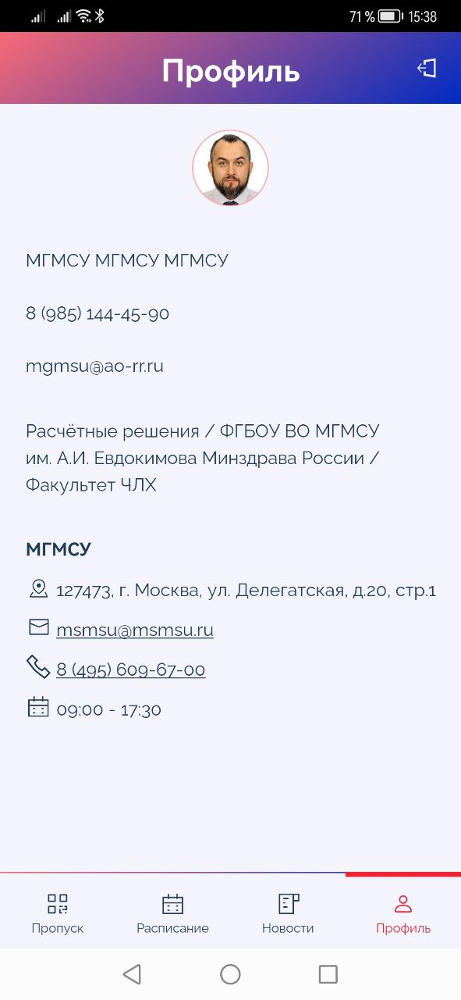 71 % 15:38
Профиль
МГМСУ МГМСУ МГМСУ
8 (985) 144-45-90
mgmsu@ao-rr.ru
Расчётные решения / ФГБОУ ВО МГМСУ
им. А.И. Евдокимова Минздрава России /
Факультет ЧЛХ
МГМСУ
127473, г. Москва, ул. Делегатская, д.20, стр.1
msmsu@msmsu.ru
8 (495) 609-67-00
09:00 - 17:30
Пропуск Расписание Новости Профиль